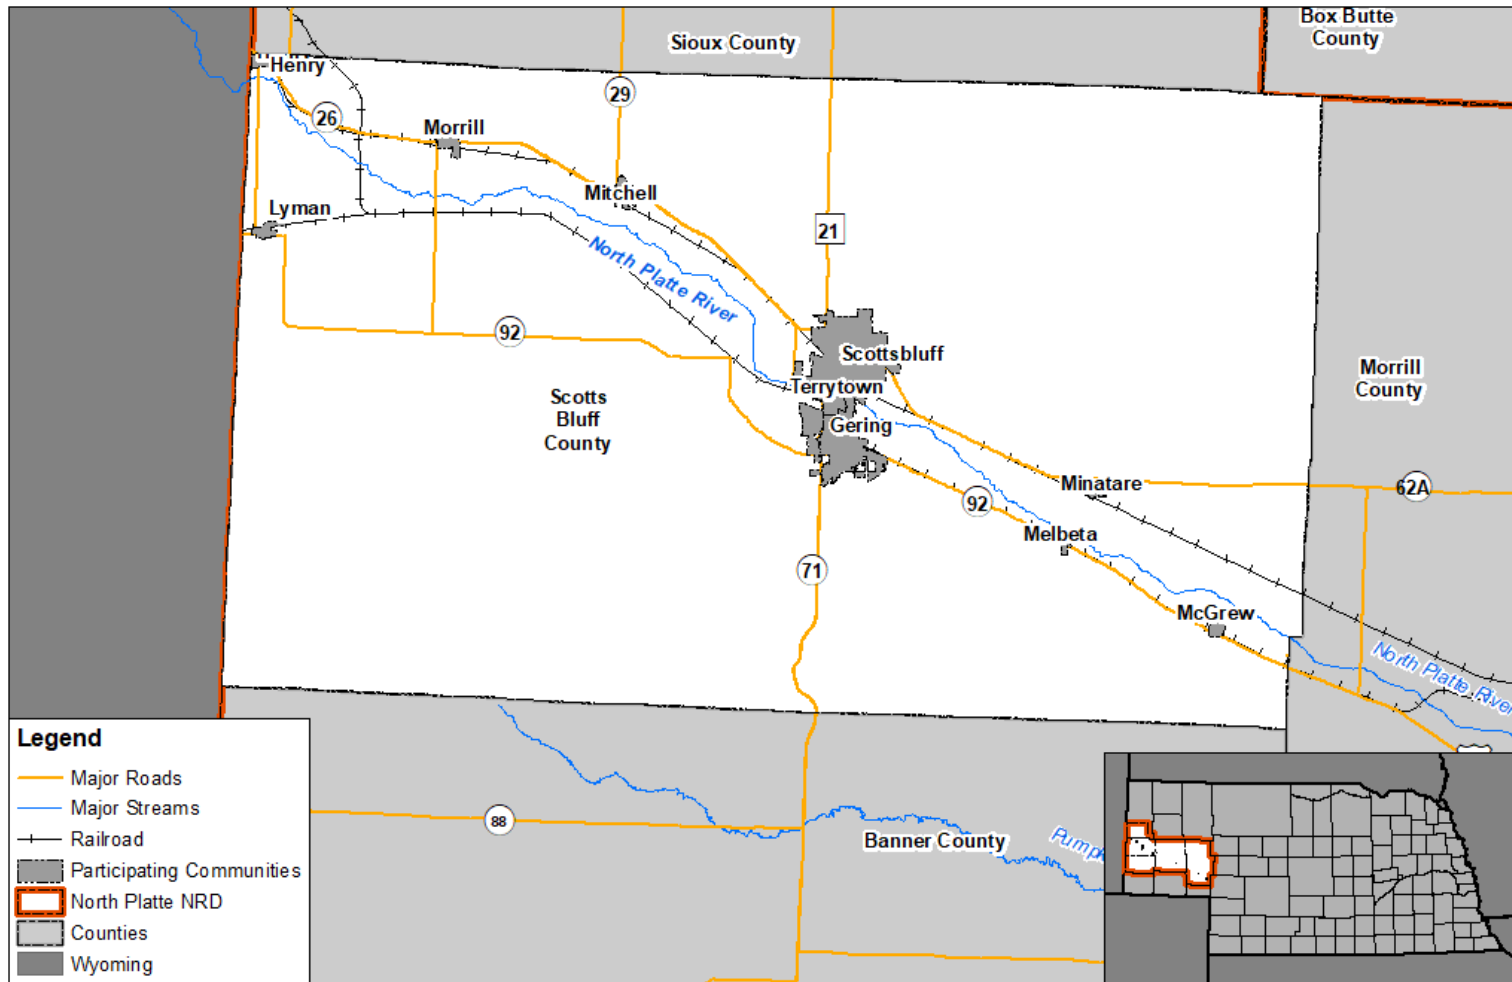 Sioux County
Box Butte
County
Henry
29
26
Morrill
Mitchell
Lyman
21
North Platte River
92
Scottsbluff
Terrytown
Gering
Scotts
Bluff
County
Morrill
County
Minatare
62A
92
Melbeta
71
McGrew
North Platte River
88
Banner County
Pump
Legend
Major Roads
Major Streams
Railroad
Participating Communities
North Platte NRD
Counties
Wyoming